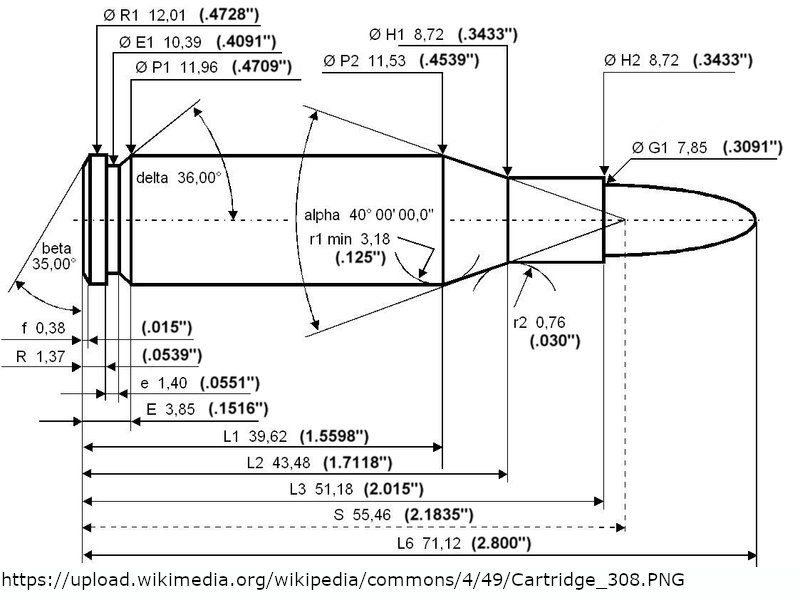 Ø R1 12,01 (.4728")
Ø E1 10,39 (.4091")
Ø P1 11,96 (.4709")
Ø H1 8,72 (.3433")
Ø P2 11,53 (.4539")
Ø H2 8,72 (.3433")
Ø G1 7,85 (.3091")
delta 36,00°
alpha 40° 00' 00,0"
r1 min 3,18
(.125")
beta
35,00°
r2 0,76
(.030")
f 0,38 (.015")
R 1,37 (.0539")
e 1,40 (.0551")
E 3,85 (.1516")
L1 39,62 (1.5598")
L2 43,48 (1.7118")
L3 51,18 (2.015")
S 55,46 (2.1835")
L6 71,12 (2.800")
https://upload.wikimedia.org/wikipedia/commons/4/49/Cartridge_308.PNG